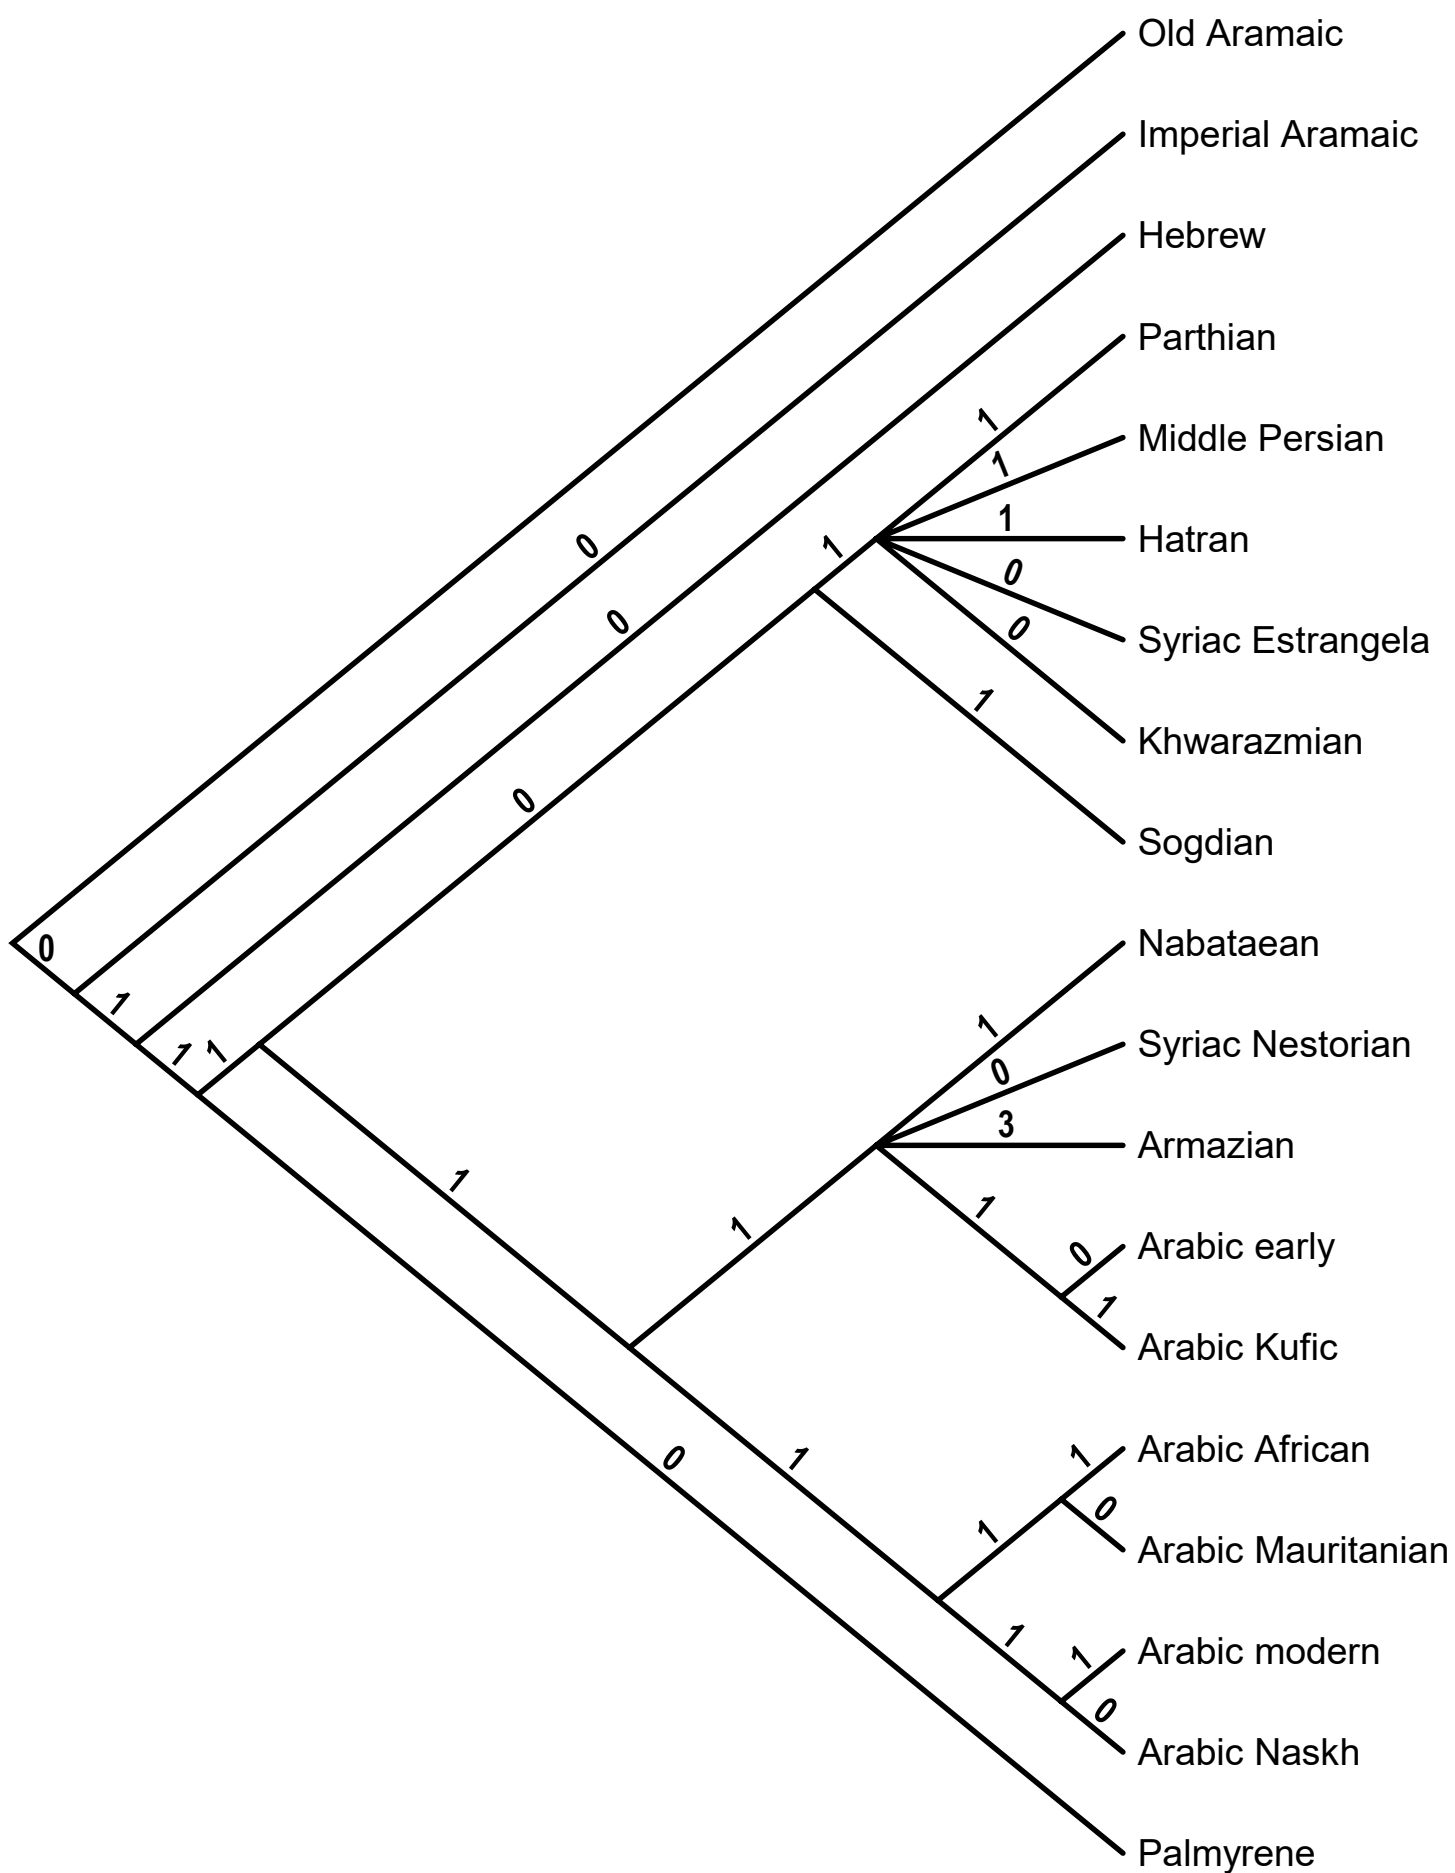 Old Aramaic
Imperial Aramaic
Hebrew
Parthian
1
Middle Persian
1
1
Hatran
0
1
0
Syriac Estrangela
0
0
1
Khwarazmian
0
Sogdian
Nabataean
0
1
1
Syriac Nestorian
1
1
0
3
Armazian
1
1
1
0
Arabic early
1
Arabic Kufic
0
1
1
Arabic African
0
1
Arabic Mauritanian
1
1
Arabic modern
0
Arabic Naskh
Palmyrene